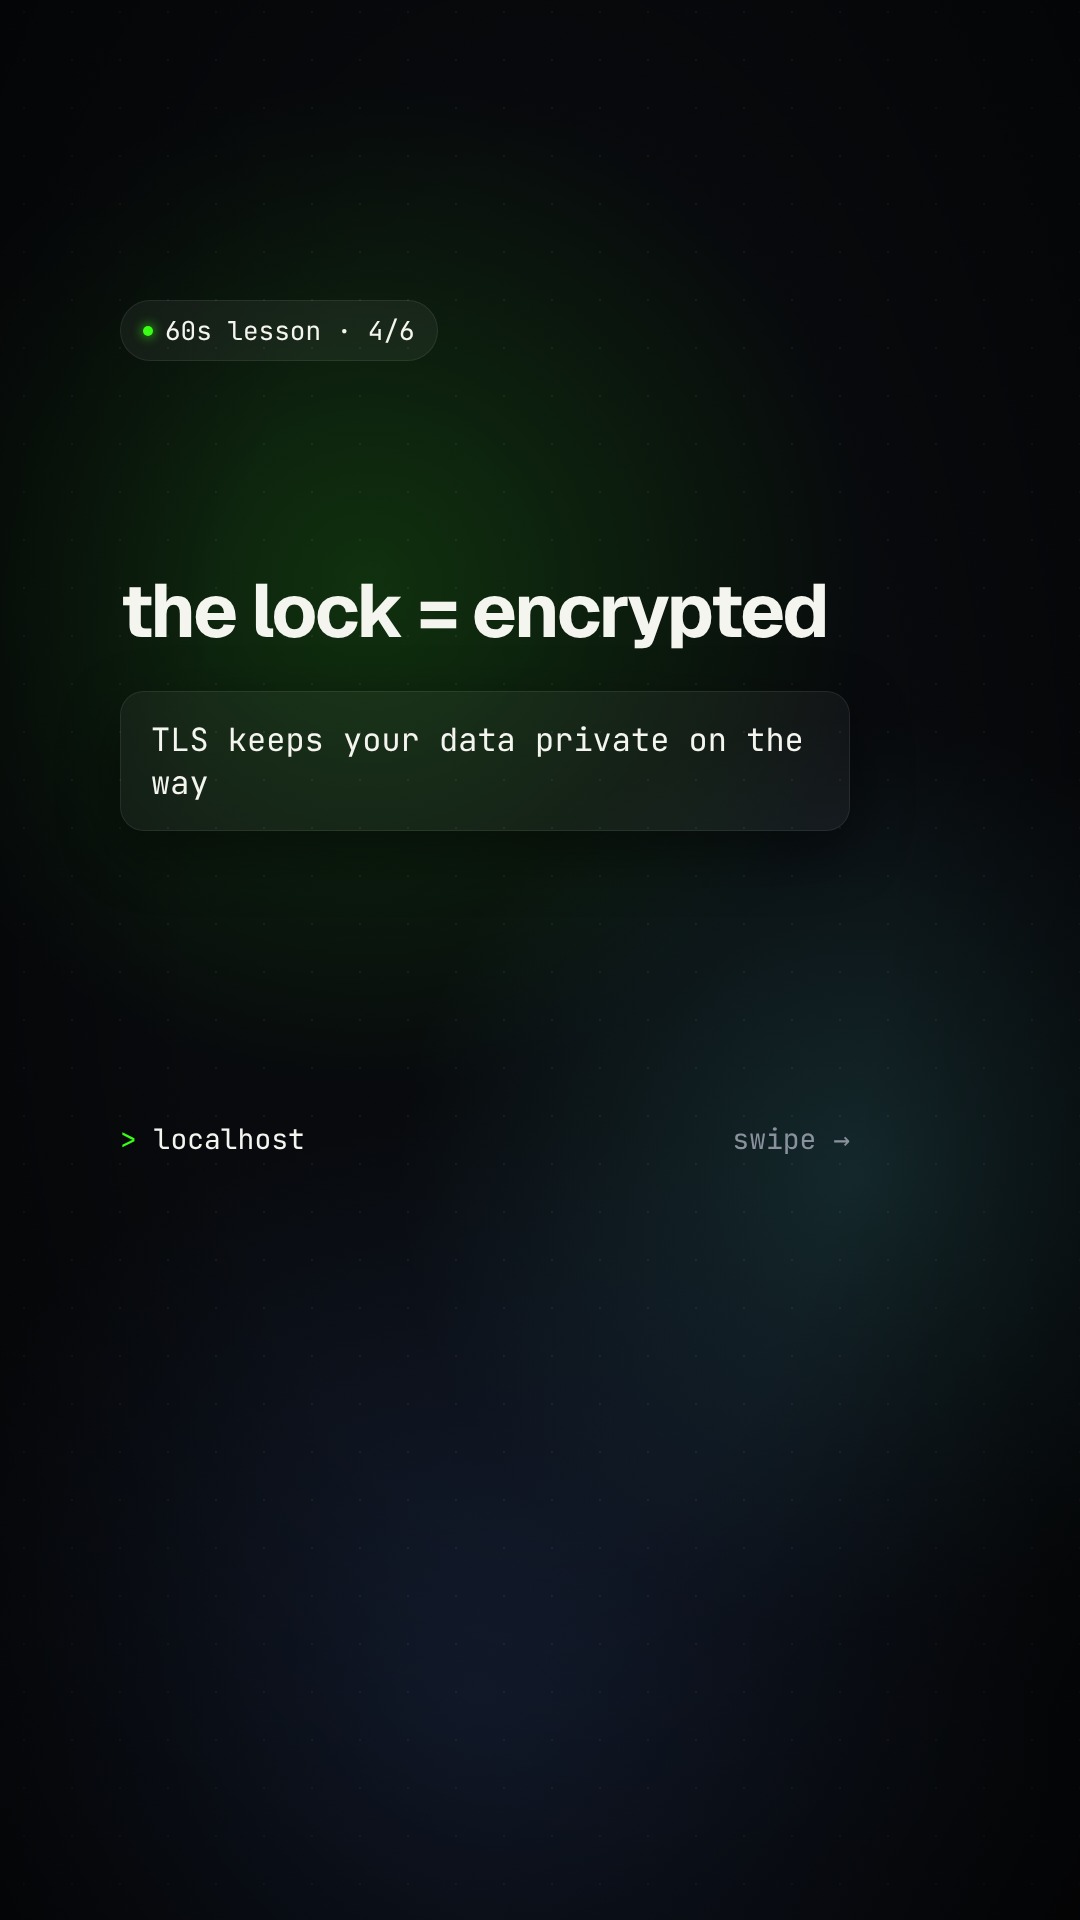 60s lesson · 4/6
the lock = encrypted
TLS keeps your data private on the
way
> localhost
swipe →